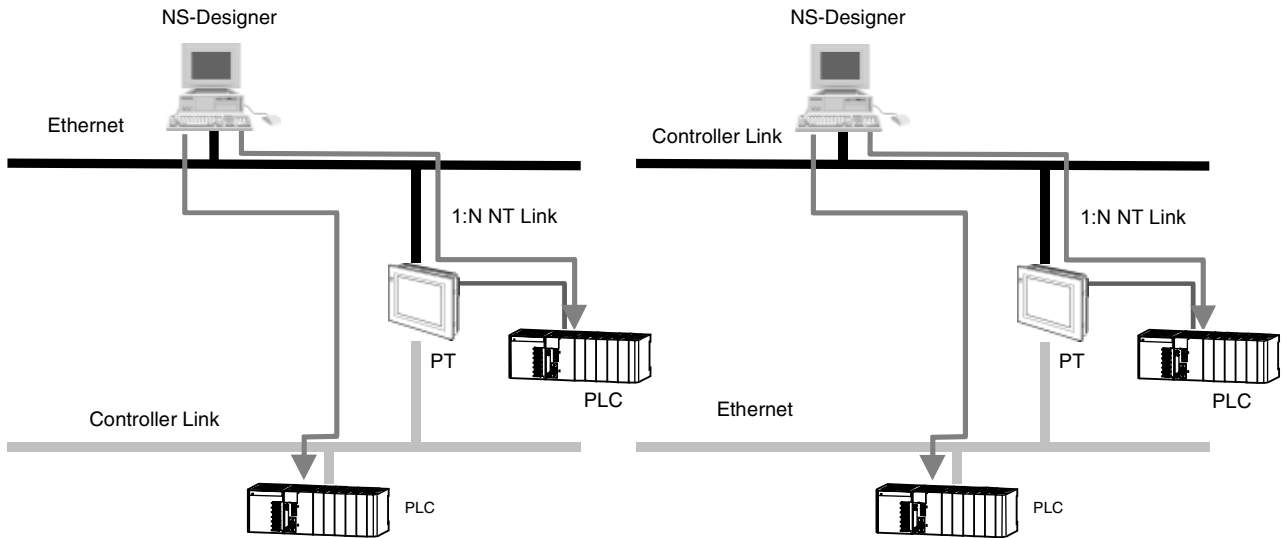 NS-Designer
Ethernet
1:N NT Link
PT
PLC
Controller Link
PLC
NS-Designer
Controller Link
1:N NT Link
PT
PLC
Ethernet
PLC